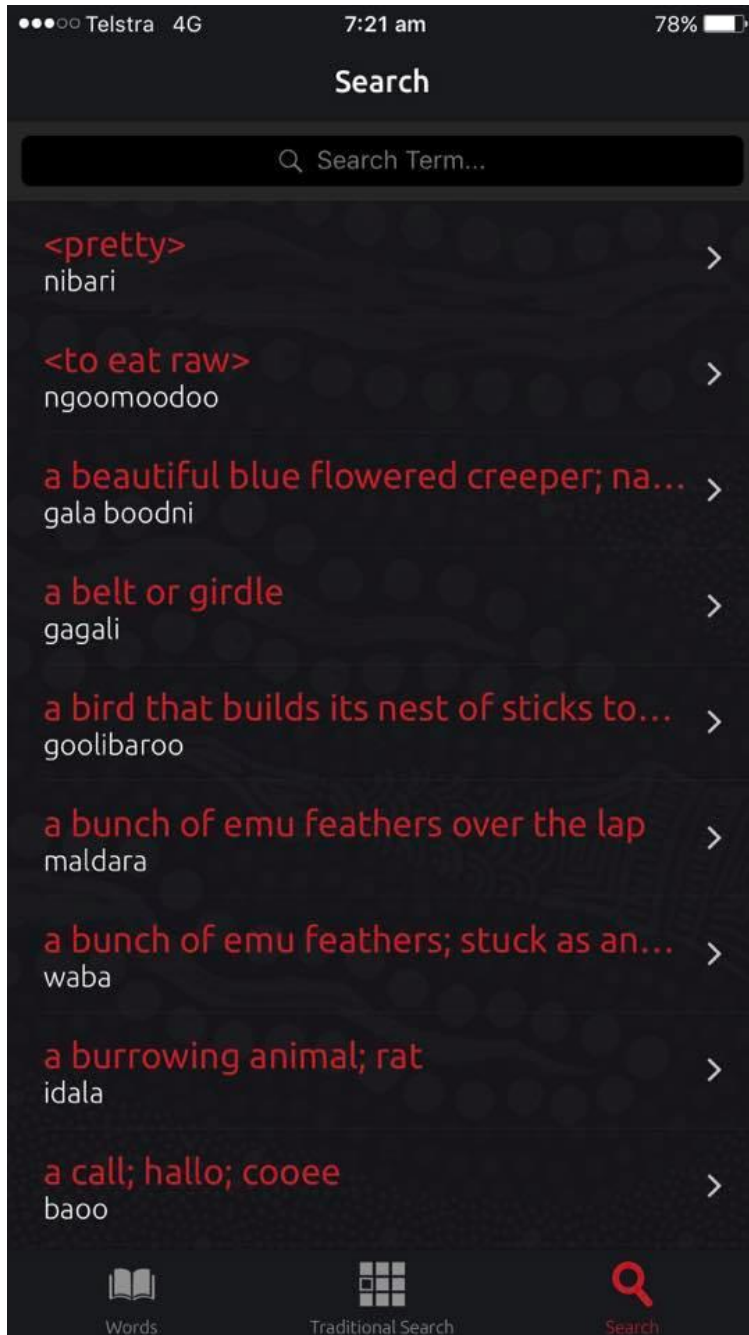 Telstra 4G 7:21 am 78%
Search
Search Term...
<pretty>
nibari
<to eat raw>
ngoomoodoo
a beautiful blue flowered creeper; na...
gala boodni
a belt or girdle
gagali
a bird that builds its nest of sticks to...
goolibaroo
a bunch of emu feathers over the lap
maldara
a bunch of emu feathers; stuck as an...
waba
a burrowing animal; rat
idala
a call; hallo; cooee
baoo
Words Traditional Search Search